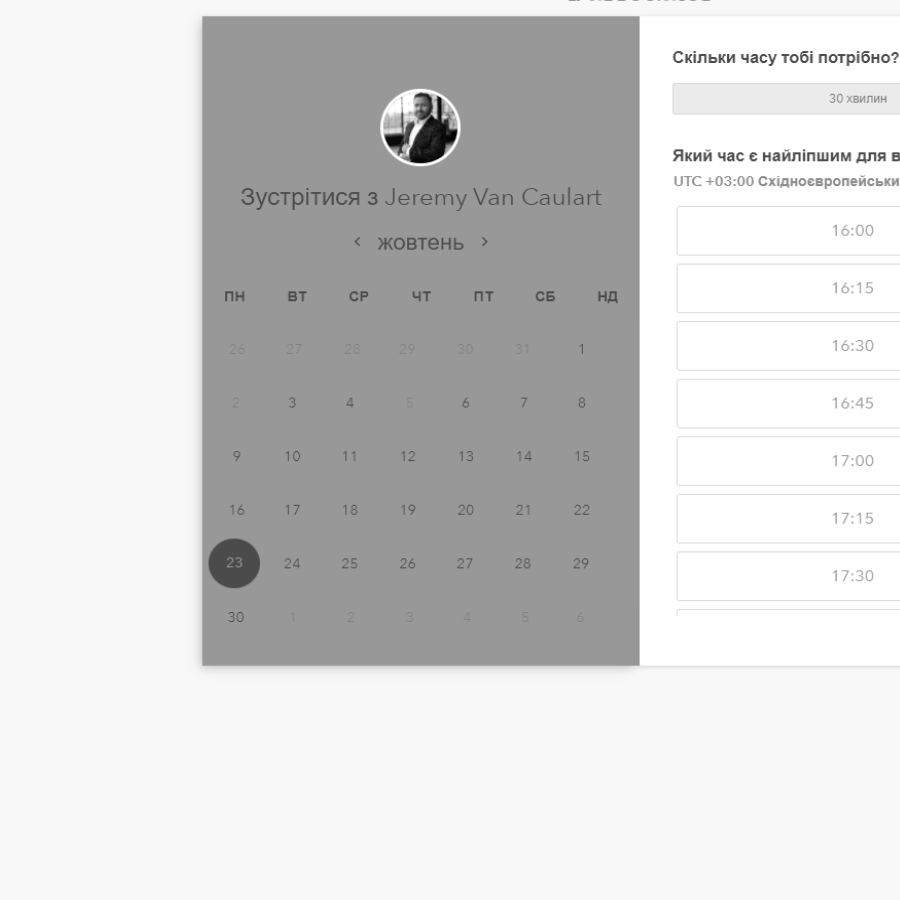 Зустрітися з Jeremy Van Caulart
жовтень
ПН ВТ СР ЧТ ПТ СБ НД
26 27 28 29 30 31 1
2 3 4 5 6 7 8
9 10 11 12 13 14 15
16 17 18 19 20 21 22
23 24 25 26 27 28 29
30 1 2 3 4 5 6
Скільки часу тобі потрібно?
30 хвилин
Який час є найліпшим для в
UTC +03:00 Східноєвропейськи
16:00
16:15
16:30
16:45
17:00
17:15
17:30